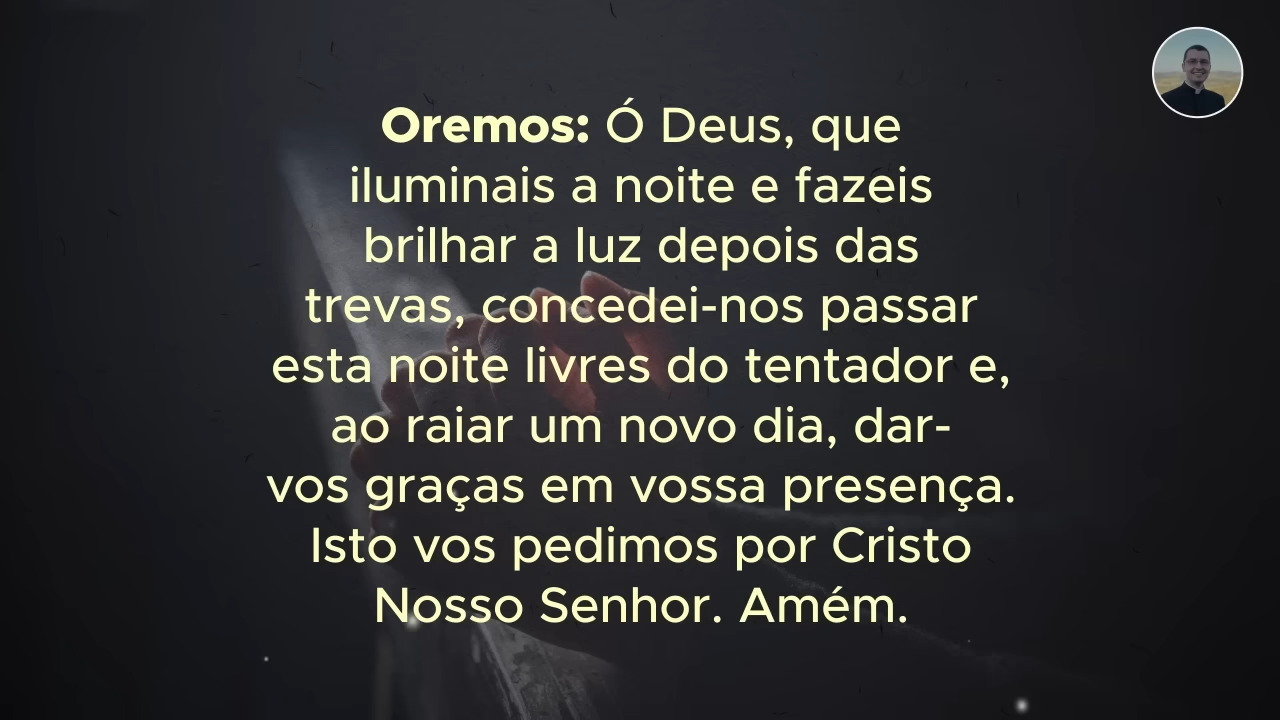 Oremos: Ó Deus, que
iluminais a noite e fazeis
brilhar a luz depois das
trevas, concedei-nos passar
esta noite livres do tentador e,
ao raiar um novo dia, dar-
vos graças em vossa presença.
Isto vos pedimos por Cristo
Nosso Senhor. Amém.